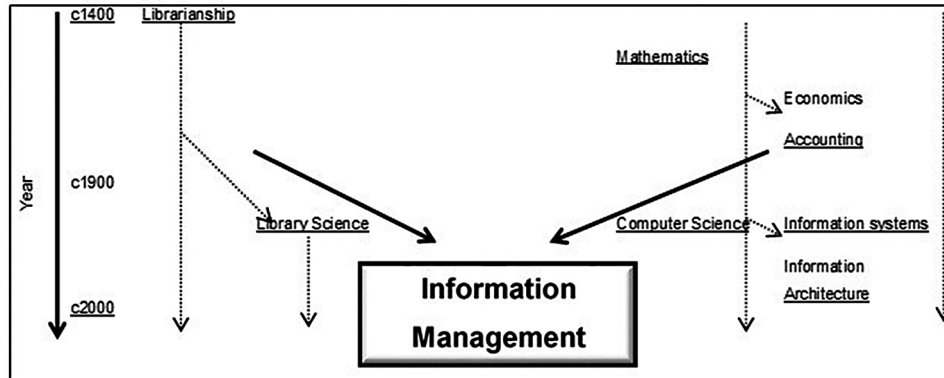 c1400
Librarianship
Mathematics
Economics
Accounting
Year
c1900
Library Science
Computer Science
Information systems
Information
Architecture
c2000
Information
Management